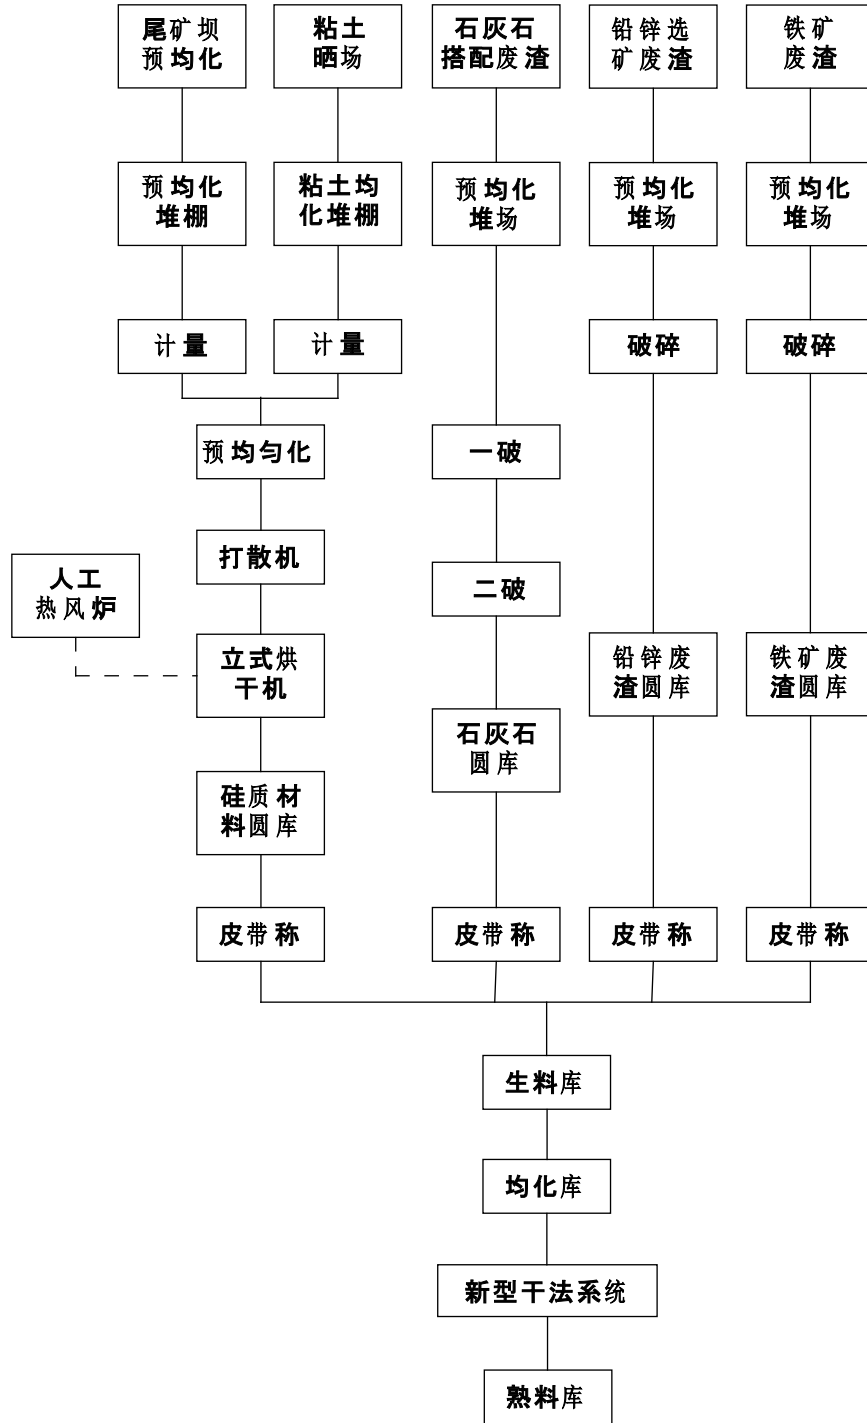 尾矿坝
预均化
粘土
晒场
石灰石
搭配废渣
铅锌选
矿废渣
铁矿
废渣
预均化
堆棚
粘土均
化堆棚
预均化
堆场
预均化
堆场
预均化
堆场
计量
计量
破碎
破碎
预均匀化
一破
打散机
人工
热风炉
二破
立式烘
干机
铅锌废
渣圆库
铁矿废
渣圆库
石灰石
圆库
硅质材
料圆库
皮带称
皮带称
皮带称
皮带称
生料库
均化库
新型干法系统
熟料库